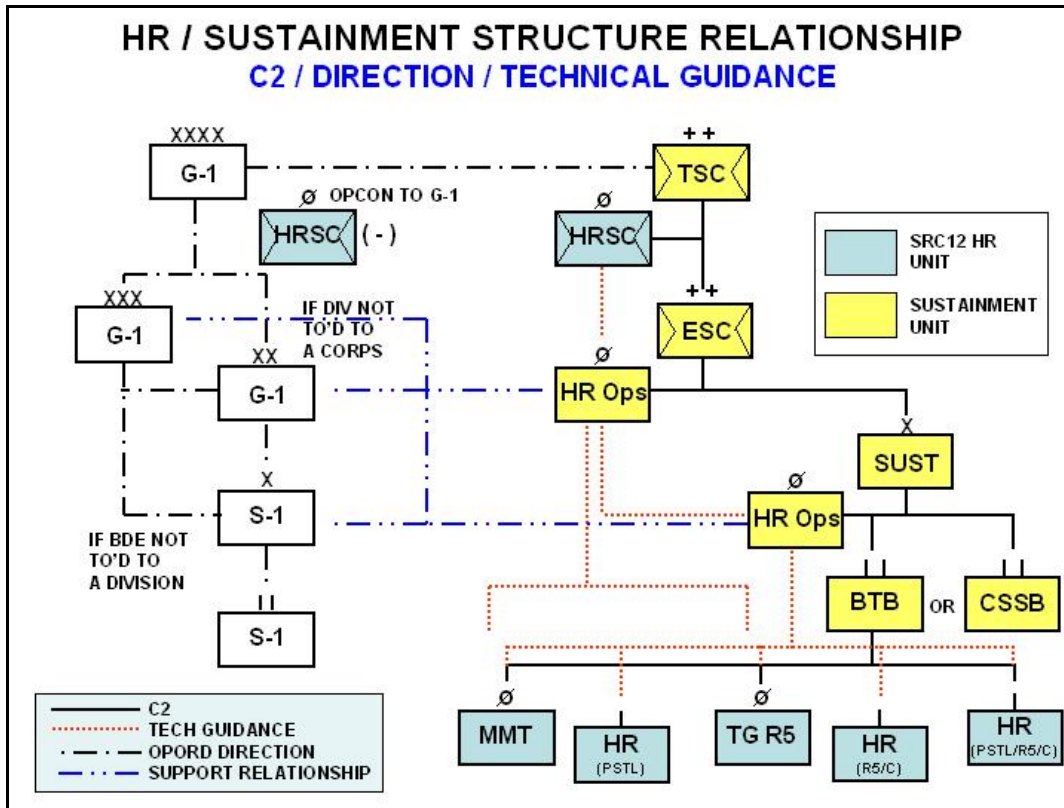 HR / SUSTAINMENT STRUCTURE RELATIONSHIP
C2 / DIRECTION / TECHNICAL GUIDANCE
XXXX
G-1
++
TSC
Ø OPCON TO G-1
HRSC (-)
Ø
HRSC
SRC12 HR
UNIT
SUSTAINMENT
UNIT
XXX
G-1
IF DIV NOT
TO'D TO
A CORPS
++
ESC
XX
G-1
Ø
HR Ops
X
SUST
X
S-1
Ø
HR Ops
IF BDE NOT
TO'D TO
A DIVISION
II
S-1
II
BTB
OR
II
CSSB
C2
TECH GUIDANCE
OPORD DIRECTION
SUPPORT RELATIONSHIP
Ø
MMT
I
HR
(PSTL)
Ø
TG R5
I
HR
(R5/C)
I
HR
(PSTL/R5/C)